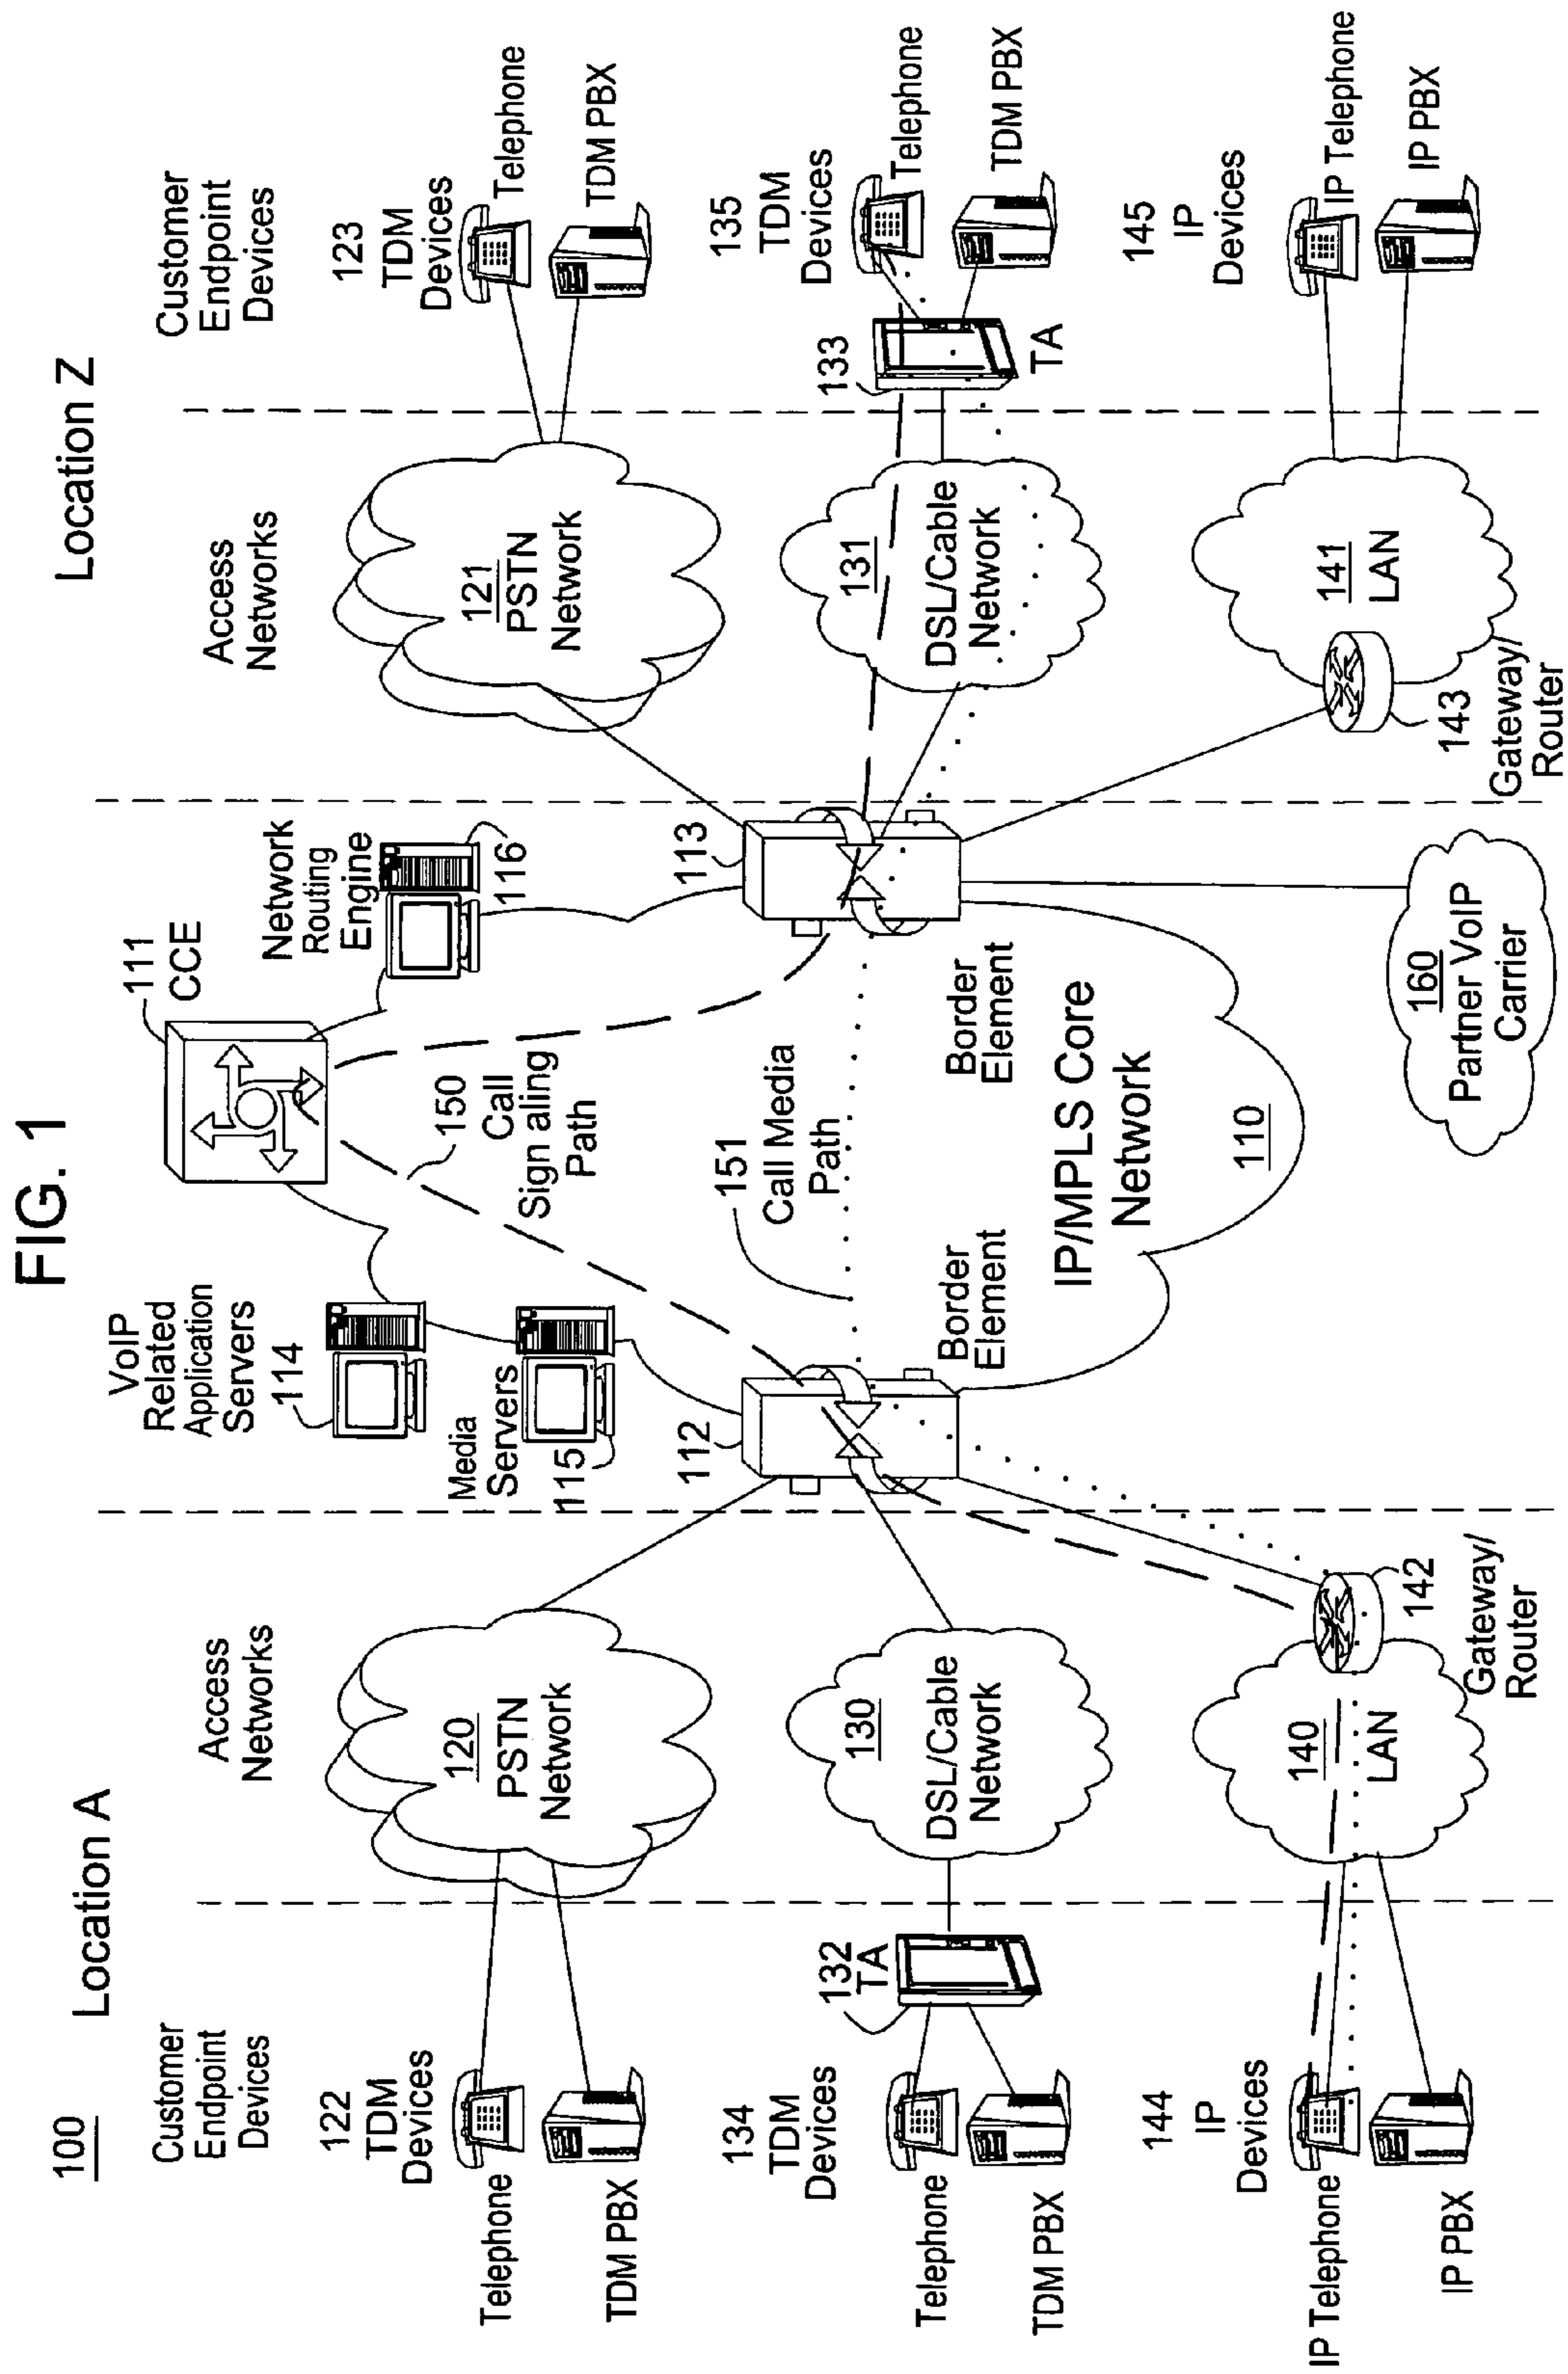 FIG. 1
100
Location A
Location Z
Customer
Endpoint
Devices
Access
Networks
VoIP
Related
Application
Servers
114
Media
Servers
115
111
CCE
Network
Routing
Engine
116
Access
Networks
Customer
Endpoint
Devices
122
TDM
Devices
Telephone
TDM PBX
120
PSTN
Network
150
Call
Sign aling
Path
121
PSTN
Network
123
TDM
Devices
Telephone
TDM PBX
134
TDM
Devices
Telephone
TDM PBX
132
TA
130
DSL/Cable
Network
112
Border
Element
151
Call Media
Path
113
Border
Element
131
DSL/Cable
Network
133
TA
135
TDM
Devices
Telephone
TDM PBX
IP/MPLS Core
Network
110
144
IP
Devices
IP Telephone
IP PBX
140
LAN
142
Gateway/
Router
160
Partner VoIP
Carrier
141
LAN
143
Gateway/
Router
145
IP
Devices
IP Telephone
IP PBX